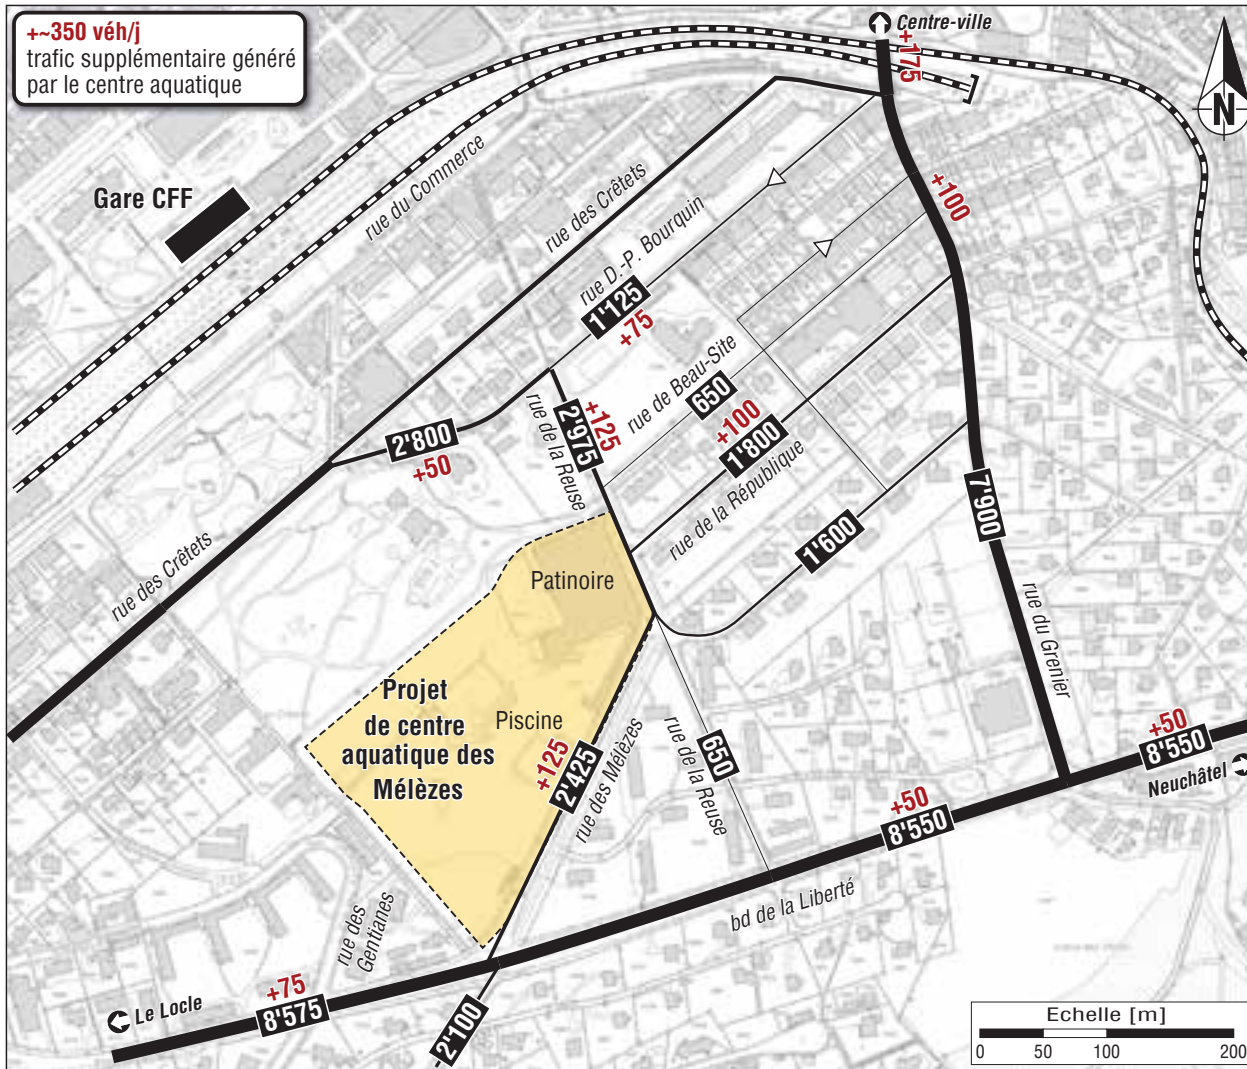 +~350 véh/j
trafic supplémentaire généré
par le centre aquatique
Centre-ville
+175
N
Gare CFF
rue du Commerce
rue des Crêtets
rue D.-P. Bourquin
+100
1'125
+75
rue de Beau-Site
650
+100
1'800
rue de la République
2'800
+50
rue de la Reuse
2'975
+125
1'600
7'900
rue des Crêtets
Patinoire
rue du Grenier
Projet
de centre
aquatique des
Mélèzes
Piscine
+125
2'425
rue des Mélèzes
rue de la Reuse
650
+50
8'550
Neuchâtel
+50
8'550
bd de la Liberté
rue des
Gentianes
Le Locle
+75
8'575
2'100
Echelle [m]
0 50 100 200